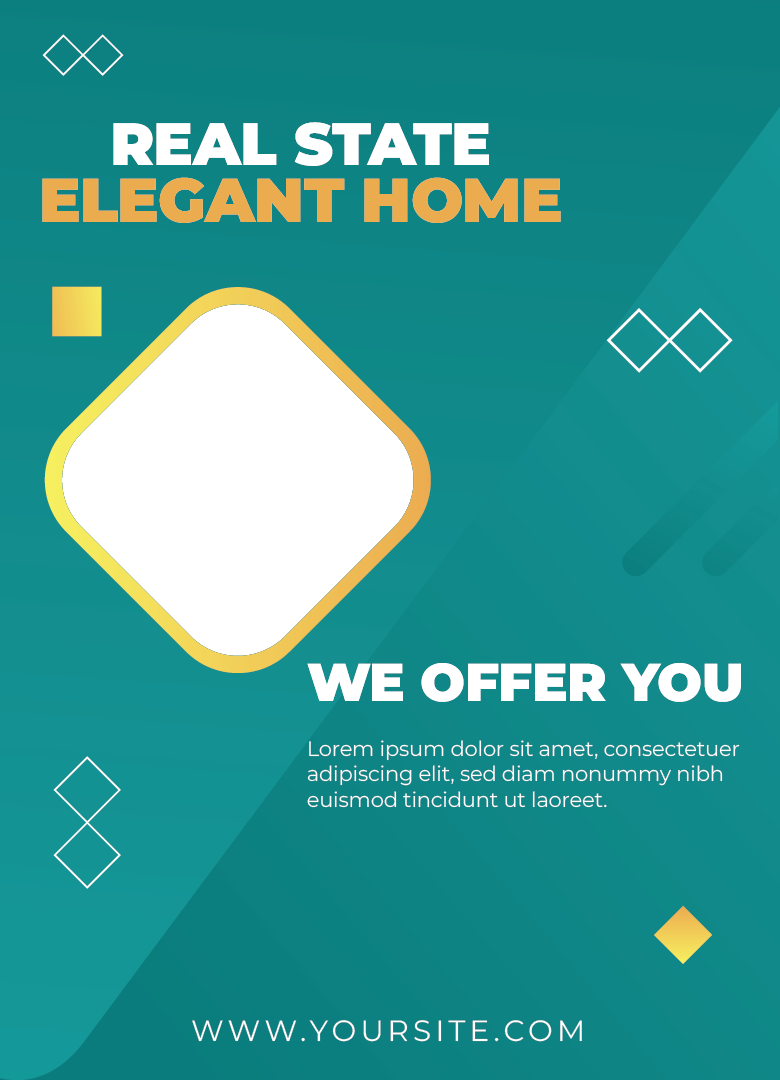 REAL STATE
ELEGANT HOME
WE OFFER YOU
Lorem ipsum dolor sit amet, consectetuer
adipiscing elit, sed diam nonummy nibh
euismod tincidunt ut laoreet.
WWW.YOURSITE.COM